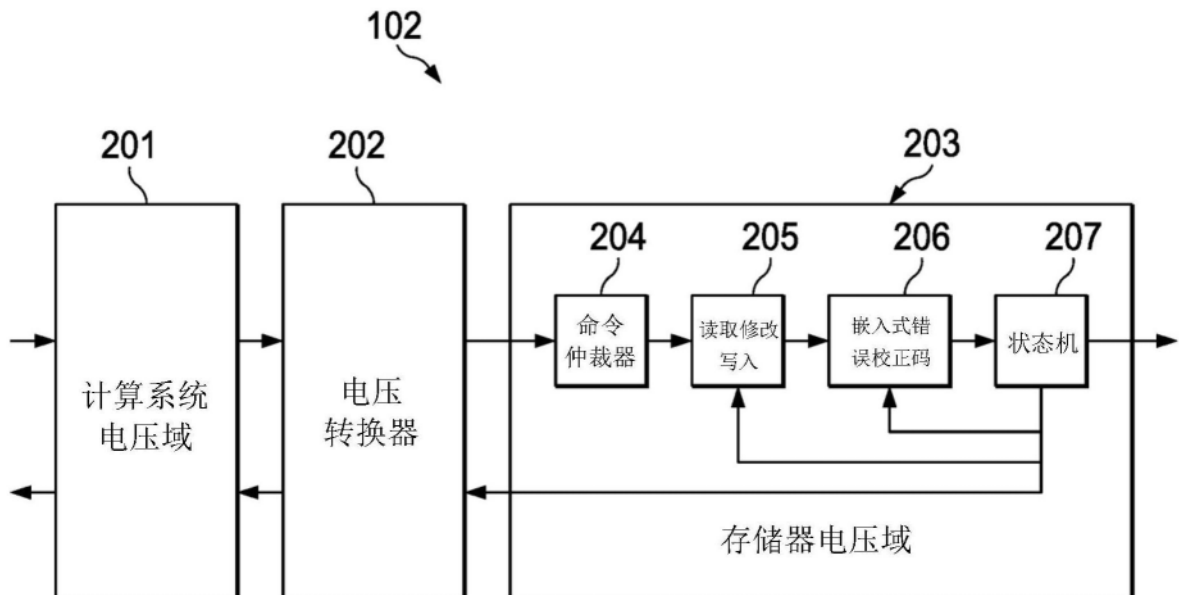 102
201
202
203
204
205
206
207
命令
仲裁器
读取修改
写入
嵌入式错
误校正码
状态机
计算系统
电压域
电压
转换器
存储器电压域